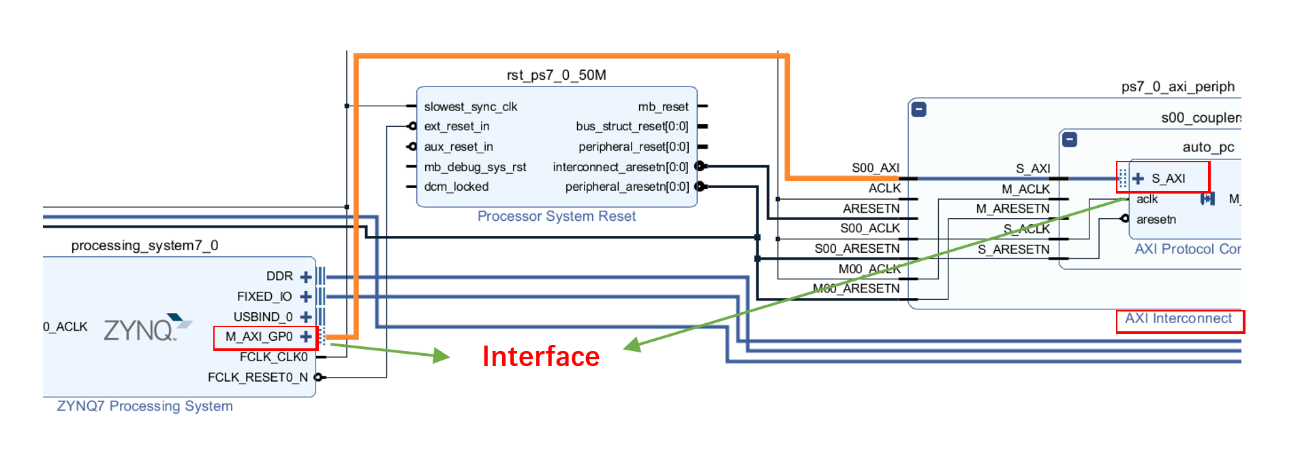 rst_ps7_0_50M
slowest_sync_clk
ext_reset_in
aux_reset_in
mb_debug_sys_rst
dcm_locked
mb_reset
bus_struct_reset[0:0]
peripheral_reset[0:0]
interconnect_aresetn[0:0]
peripheral_aresetn[0:0]
Processor System Reset
processing_system7_0
0_ACLK
ZYNQ
DDR
FIXED_IO
USBIND_0
M_AXI_GP0
FCLK_CLK0
FCLK_RESET0_N
ZYNQ7 Processing System
Interface
ps7_0_axi_periph
S00_AXI
ACLK
ARESETN
S00_ACLK
S00_ARESETN
M00_ACLK
M00_ARESETN
s00_couplers
S_AXI
M_ACLK
M_ARESETN
S_ACLK
S_ARESETN
auto_pc
S_AXI
aclk
aresetn
M_
AXI Protocol Con
AXI Interconnect